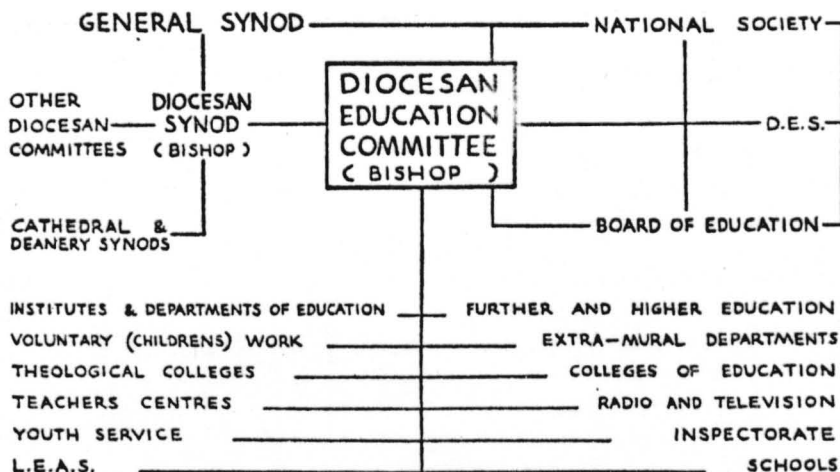 GENERAL SYNOD
NATIONAL SOCIETY
OTHER
DIOCESAN
COMMITTEES
DIOCESAN
SYNOD
( BISHOP )
DIOCESAN
EDUCATION
COMMITTEE
( BISHOP )
D.E.S.
CATHEDRAL &
DEANERY SYNODS
BOARD OF EDUCATION
INSTITUTES & DEPARTMENTS OF EDUCATION
FURTHER AND HIGHER EDUCATION
VOLUNTARY (CHILDRENS) WORK
EXTRA-MURAL DEPARTMENTS
THEOLOGICAL COLLEGES
COLLEGES OF EDUCATION
TEACHERS CENTRES
RADIO AND TELEVISION
YOUTH SERVICE
INSPECTORATE
L.E.A.S.
SCHOOLS